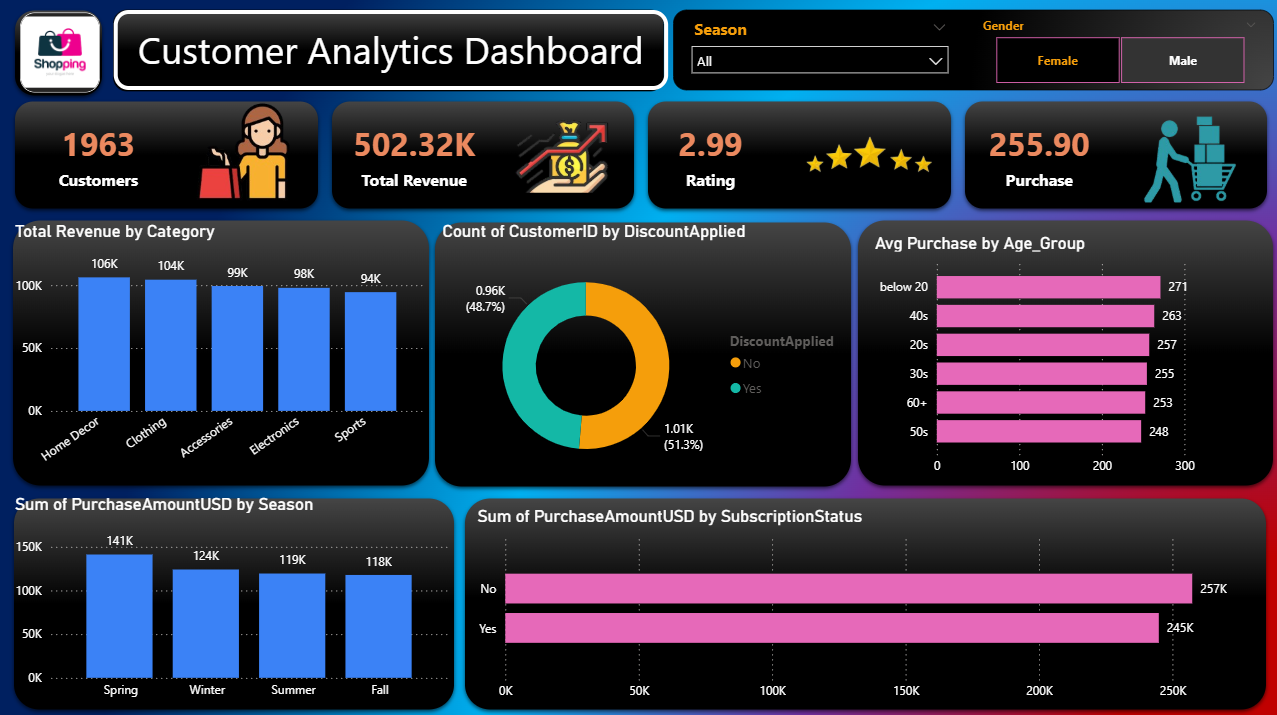 Shopping
Customer Analytics Dashboard
Season
All
Gender
Female
Male
1963
Customers
502.32K
Total Revenue
2.99
Rating
255.90
Purchase
Total Revenue by Category
106K
104K
99K
98K
94K
100K
50K
0K
Home Decor
Clothing
Accessories
Electronics
Sports
Count of CustomerID by DiscountApplied
0.96K
(48.7%)
1.01K
(51.3%)
DiscountApplied
No
Yes
Avg Purchase by Age_Group
below 20
271
40s
263
20s
257
30s
255
60+
253
50s
248
0
100
200
300
Sum of PurchaseAmountUSD by Season
150K
100K
50K
0K
141K
124K
119K
118K
Spring
Winter
Summer
Fall
Sum of PurchaseAmountUSD by SubscriptionStatus
No
257K
Yes
245K
0K
50K
100K
150K
200K
250K